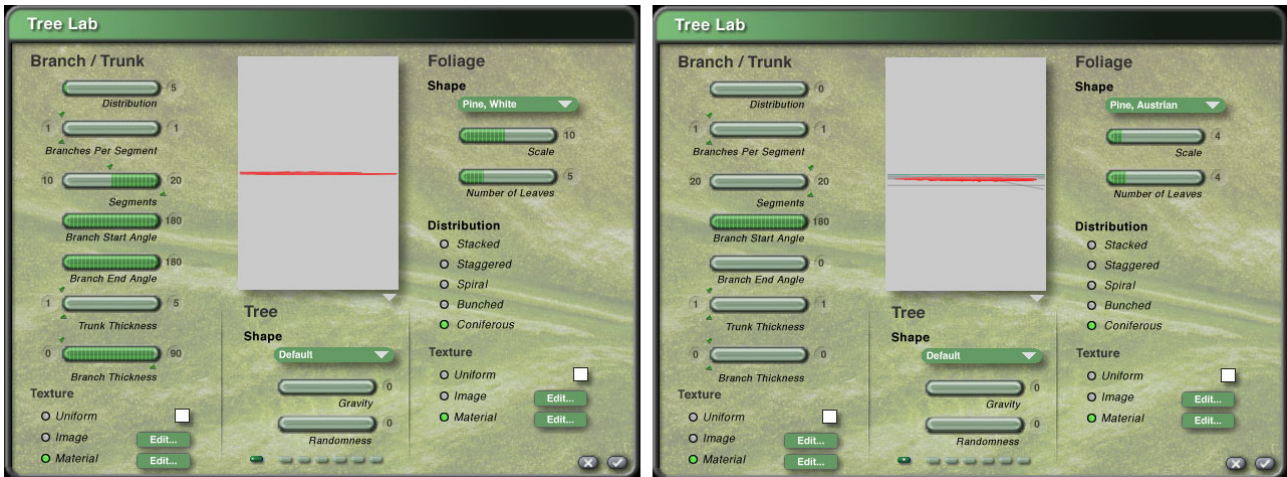 Tree Lab
Branch / Trunk
5
Distribution
1 1
Branches Per Segment
10 20
Segments
180
Branch Start Angle
180
Branch End Angle
1 5
Trunk Thickness
0 90
Branch Thickness
Texture
Uniform
Image Edit...
Material Edit...
Tree
Shape
Default
0
Gravity
0
Randomness
Foliage
Shape
Pine, White
10
Scale
5
Number of Leaves
Distribution
Stacked
Staggered
Spiral
Bunched
Coniferous
Texture
Uniform
Image Edit...
Material Edit...
Tree Lab
Branch / Trunk
0
Distribution
1 1
Branches Per Segment
20 20
Segments
180
Branch Start Angle
0
Branch End Angle
1 1
Trunk Thickness
0 0
Branch Thickness
Texture
Uniform
Image Edit...
Material Edit...
Tree
Shape
Default
0
Gravity
0
Randomness
Foliage
Shape
Pine, Austrian
4
Scale
4
Number of Leaves
Distribution
Stacked
Staggered
Spiral
Bunched
Coniferous
Texture
Uniform
Image Edit...
Material Edit...